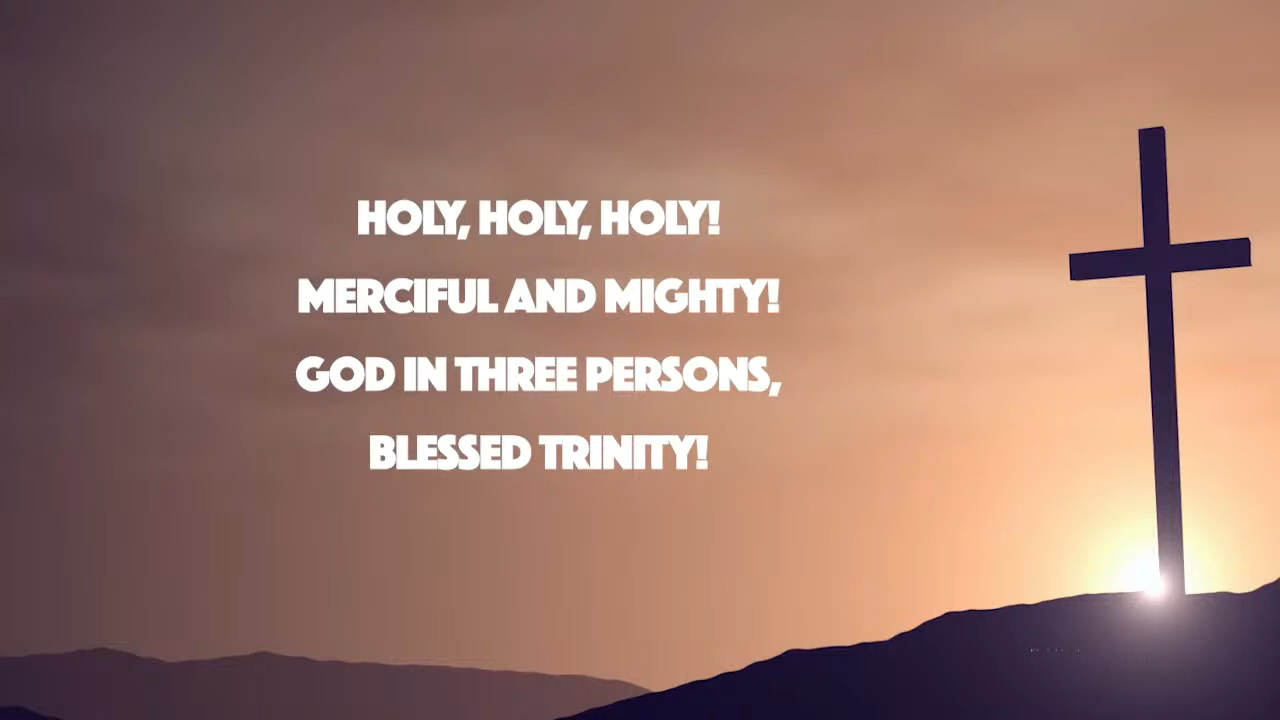 HOLY, HOLY, HOLY!
MERCIFUL AND MIGHTY!
GOD IN THREE PERSONS,
BLESSED TRINITY!